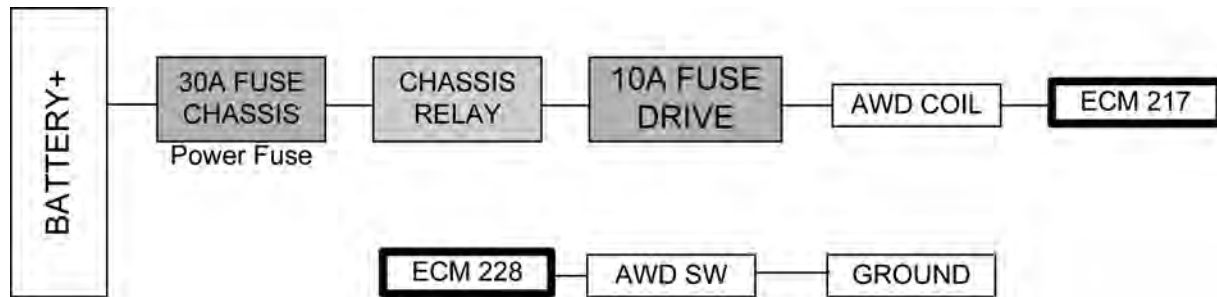 BATTERY+
30A FUSE
CHASSIS
Power Fuse
CHASSIS
RELAY
10A FUSE
DRIVE
AWD COIL
ECM 217
ECM 228
AWD SW
GROUND